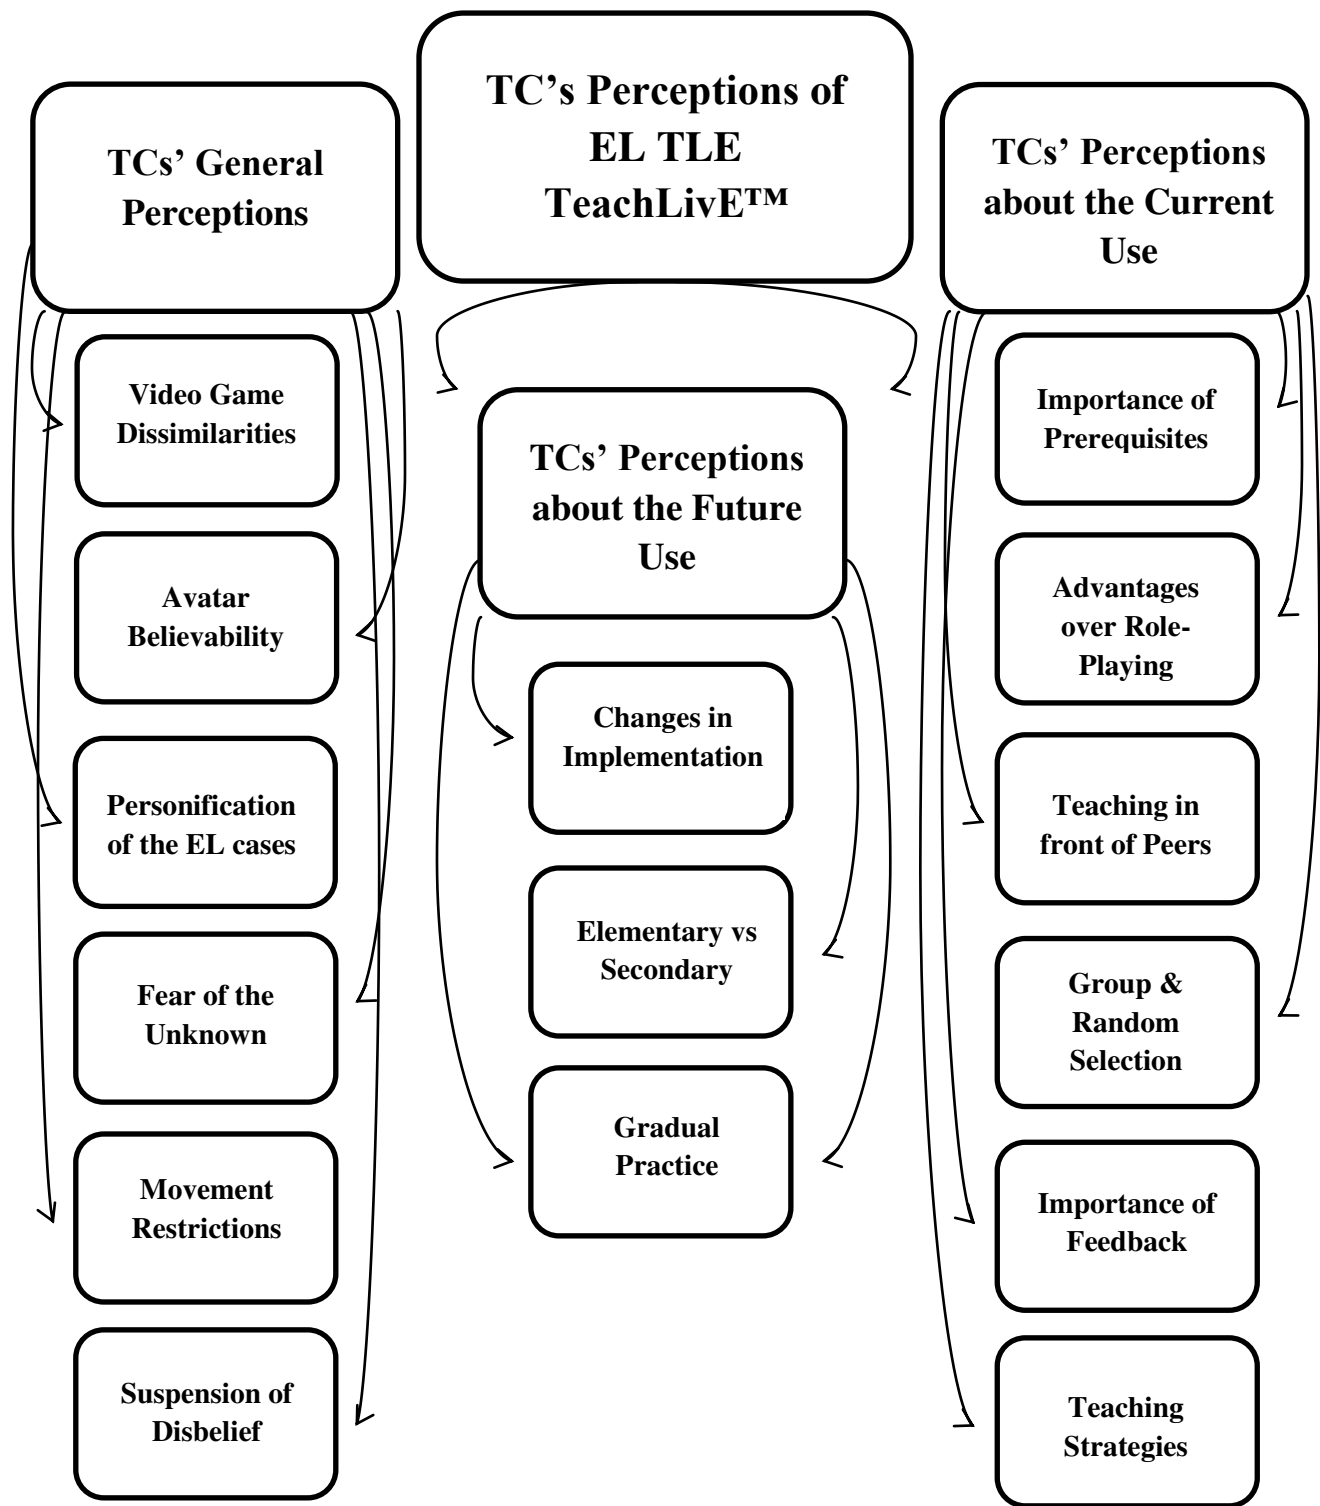 TC’s Perceptions of
EL TLE
TeachLivE™
TCs’ General
Perceptions
Video Game
Dissimilarities
Avatar
Believability
Personification
of the EL cases
Fear of the
Unknown
Movement
Restrictions
Suspension of
Disbelief
TCs’ Perceptions
about the Future
Use
Changes in
Implementation
Elementary vs
Secondary
Gradual
Practice
TCs’ Perceptions
about the Current
Use
Importance of
Prerequisites
Advantages
over Role-
Playing
Teaching in
front of Peers
Group &
Random
Selection
Importance of
Feedback
Teaching
Strategies